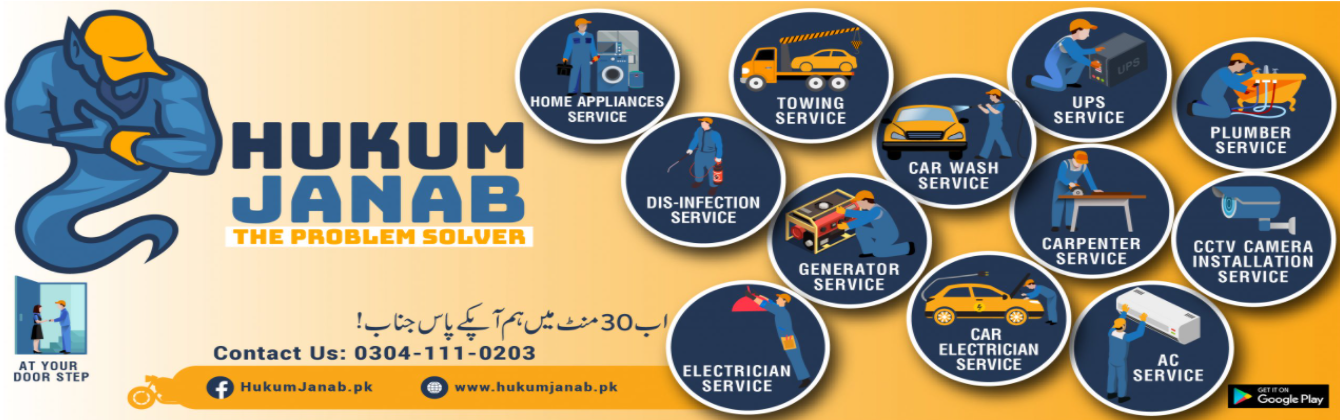 HUKUM
JANAB
THE PROBLEM SOLVER
AT YOUR
DOOR STEP
اب 30 منٹ میں ہم آپکے پاس جناب!
Contact Us: 0304-111-0203
HukumJanab.pk
www.hukumjanab.pk
HOME APPLIANCES
SERVICE
TOWING
SERVICE
UPS
UPS
SERVICE
PLUMBER
SERVICE
DIS-INFECTION
SERVICE
CAR WASH
SERVICE
CARPENTER
SERVICE
CCTV CAMERA
INSTALLATION
SERVICE
GENERATOR
SERVICE
ELECTRICIAN
SERVICE
CAR
ELECTRICIAN
SERVICE
AC
SERVICE
GET IT ON
Google Play